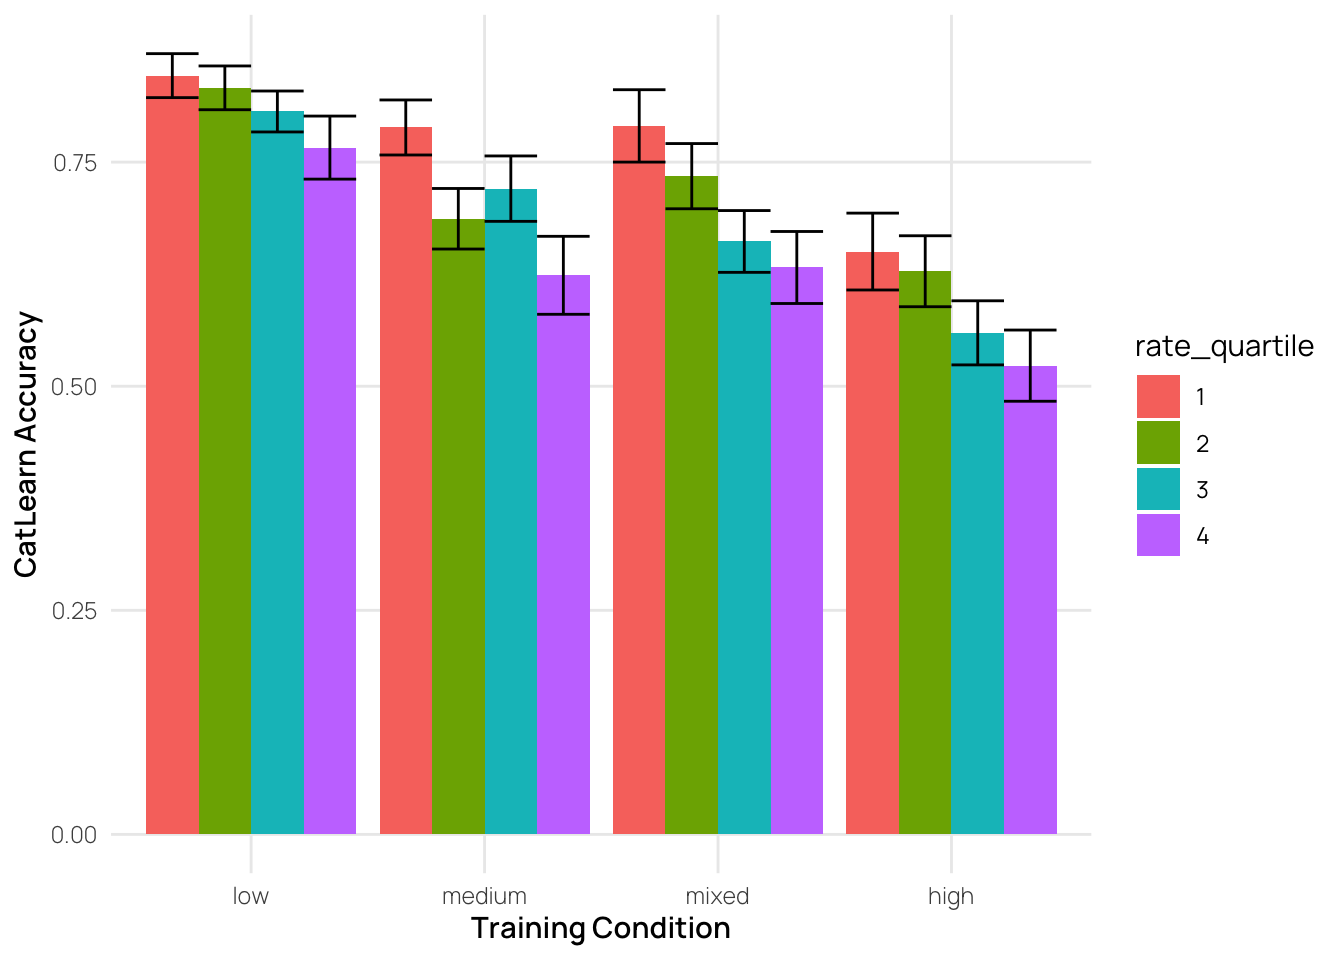 CatLearn Accuracy
0.75
0.50
0.25
0.00
low medium mixed high
Training Condition
rate_quartile
1
2
3
4